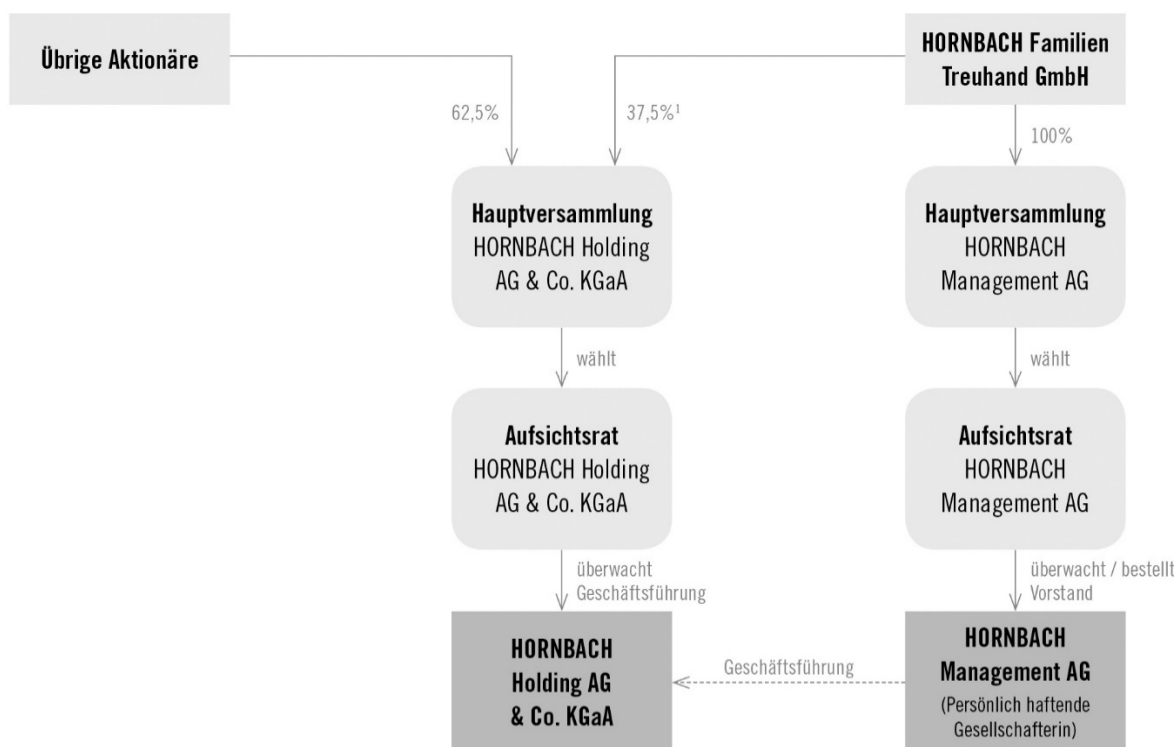 Übrige Aktionäre
HORNBACH Familien
Treuhand GmbH
62,5%
37,5%¹
100%
Hauptversammlung
HORNBACH Holding
AG & Co. KGaA
Hauptversammlung
HORNBACH
Management AG
wählt
wählt
Aufsichtsrat
HORNBACH Holding
AG & Co. KGaA
Aufsichtsrat
HORNBACH
Management AG
überwacht
Geschäftsführung
überwacht / bestellt
Vorstand
HORNBACH
Holding AG
& Co. KGaA
Geschäftsführung
HORNBACH
Management AG
(Persönlich haftende
Gesellschafterin)